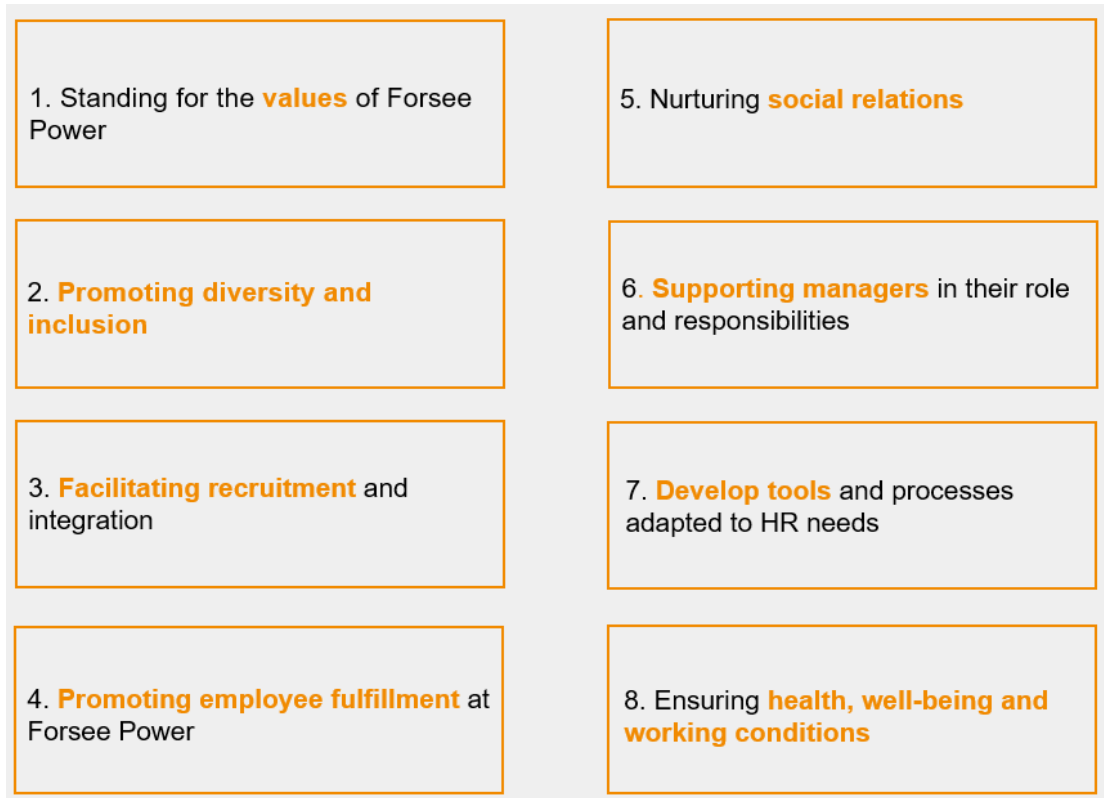 1. Standing for the values of Forsee
Power
2. Promoting diversity and
inclusion
3. Facilitating recruitment and
integration
4. Promoting employee fulfillment at
Forsee Power
5. Nurturing social relations
6. Supporting managers in their role
and responsibilities
7. Develop tools and processes
adapted to HR needs
8. Ensuring health, well-being and
working conditions